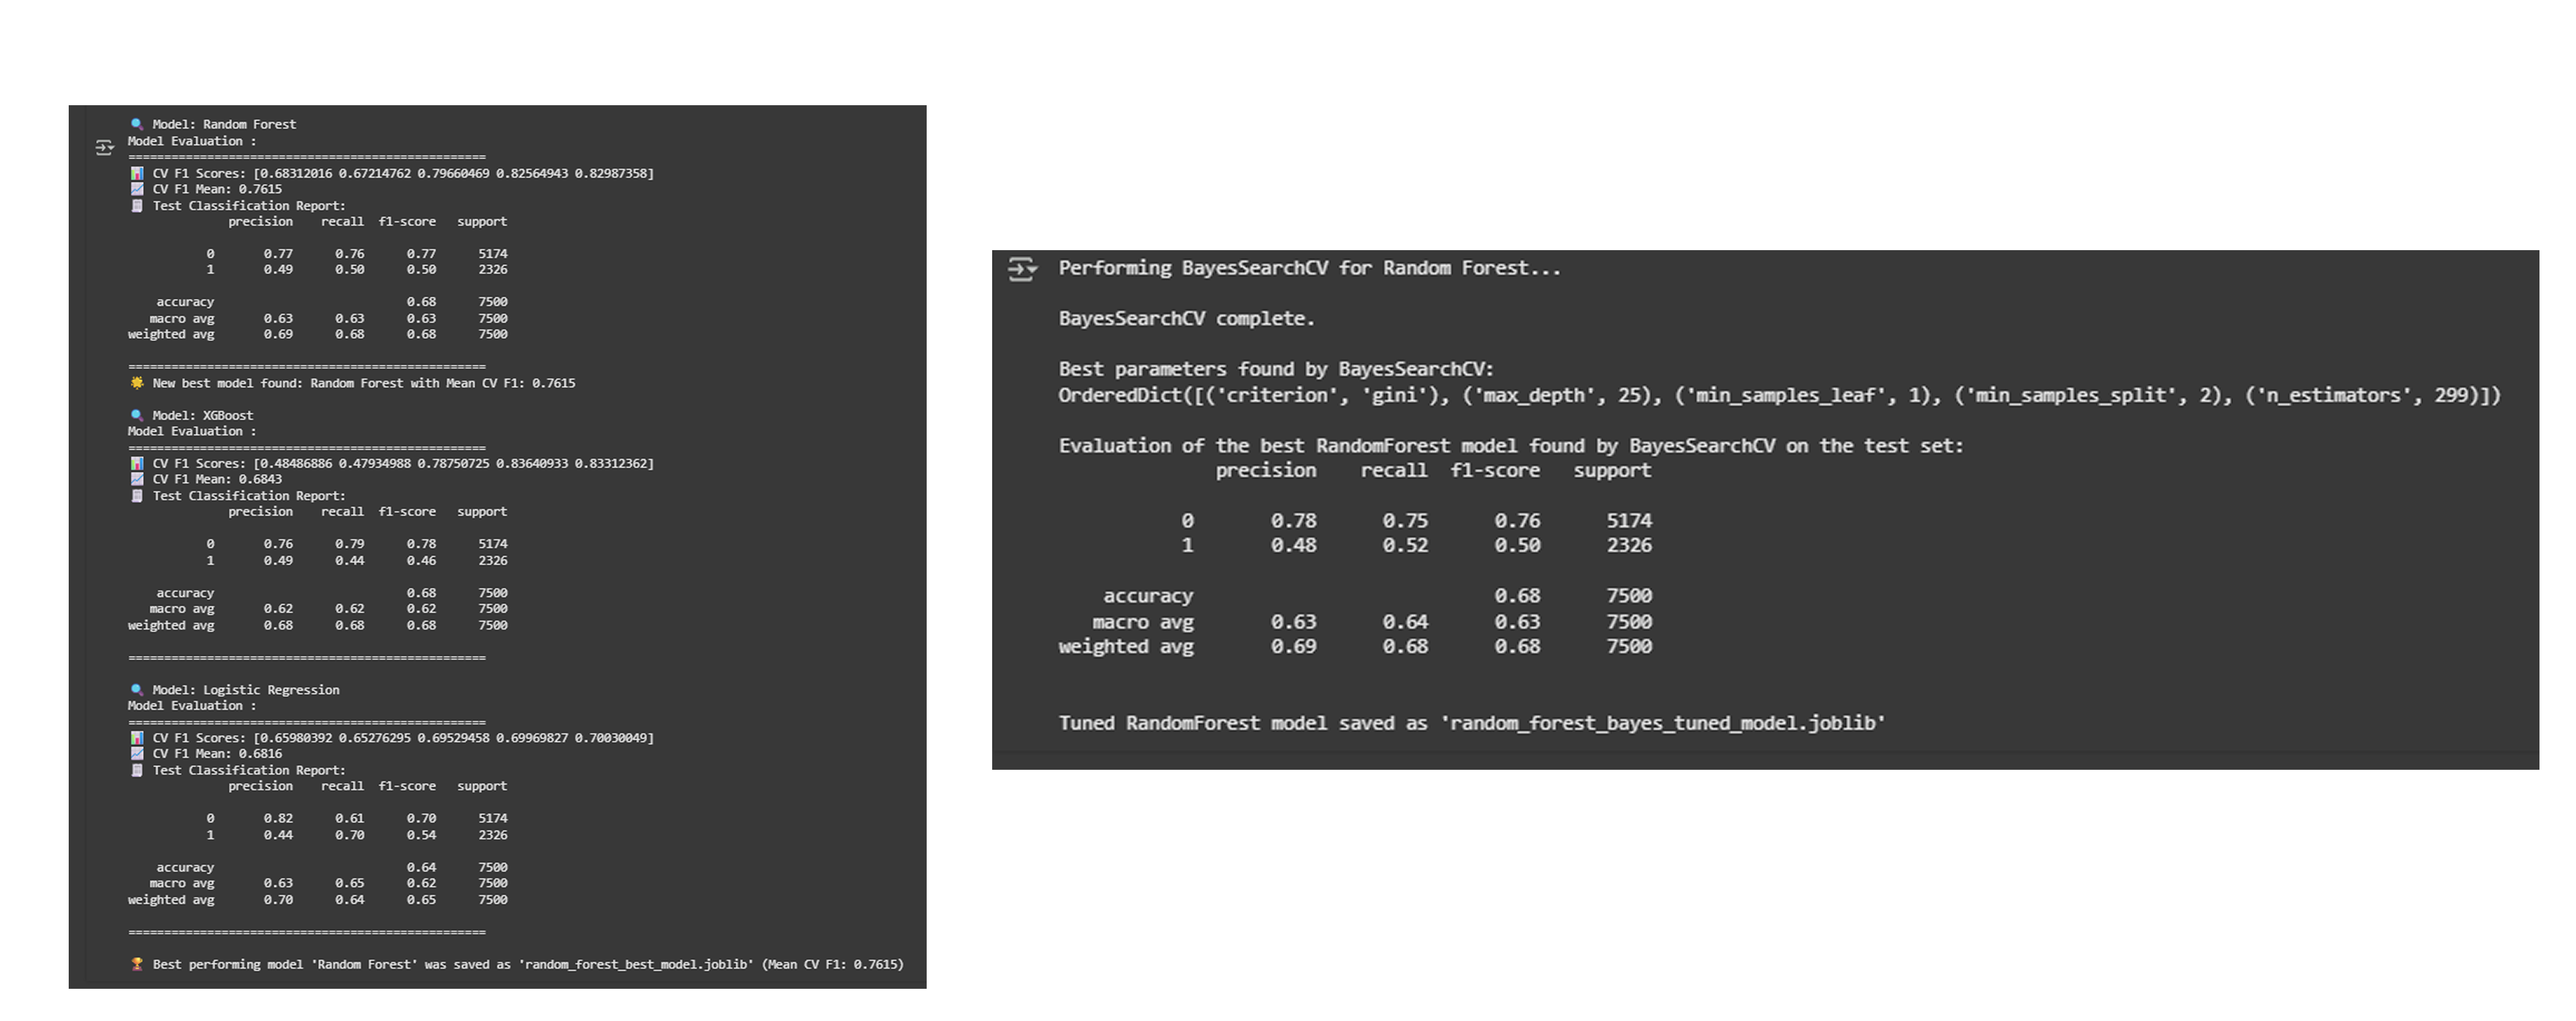 🔍 Model: Random Forest
Model Evaluation :
==================================================
📊 CV F1 Scores: [0.68312016 0.67214762 0.79660469 0.82564943 0.82987358]
📈 CV F1 Mean: 0.7615
🧾 Test Classification Report:
precision recall f1-score support
0 0.77 0.76 0.77 5174
1 0.49 0.50 0.50 2326
accuracy 0.68 7500
macro avg 0.63 0.63 0.63 7500
weighted avg 0.69 0.68 0.68 7500
==================================================
🌟 New best model found: Random Forest with Mean CV F1: 0.7615
🔍 Model: XGBoost
Model Evaluation :
==================================================
📊 CV F1 Scores: [0.48486886 0.47934988 0.78750725 0.83640933 0.83312362]
📈 CV F1 Mean: 0.6843
🧾 Test Classification Report:
precision recall f1-score support
0 0.76 0.79 0.78 5174
1 0.49 0.44 0.46 2326
accuracy 0.68 7500
macro avg 0.62 0.62 0.62 7500
weighted avg 0.68 0.68 0.68 7500
==================================================
🔍 Model: Logistic Regression
Model Evaluation :
==================================================
📊 CV F1 Scores: [0.65980392 0.65276295 0.69529458 0.69969827 0.70030049]
📈 CV F1 Mean: 0.6816
🧾 Test Classification Report:
precision recall f1-score support
0 0.82 0.61 0.70 5174
1 0.44 0.70 0.54 2326
accuracy 0.64 7500
macro avg 0.63 0.65 0.62 7500
weighted avg 0.70 0.64 0.65 7500
==================================================
🏆 Best performing model 'Random Forest' was saved as 'random_forest_best_model.joblib' (Mean CV F1: 0.7615)
Performing BayesSearchCV for Random Forest...
BayesSearchCV complete.
Best parameters found by BayesSearchCV:
OrderedDict([('criterion', 'gini'), ('max_depth', 25), ('min_samples_leaf', 1), ('min_samples_split', 2), ('n_estimators', 299)])
Evaluation of the best RandomForest model found by BayesSearchCV on the test set:
precision recall f1-score support
0 0.78 0.75 0.76 5174
1 0.48 0.52 0.50 2326
accuracy 0.68 7500
macro avg 0.63 0.64 0.63 7500
weighted avg 0.69 0.68 0.68 7500
Tuned RandomForest model saved as 'random_forest_bayes_tuned_model.joblib'